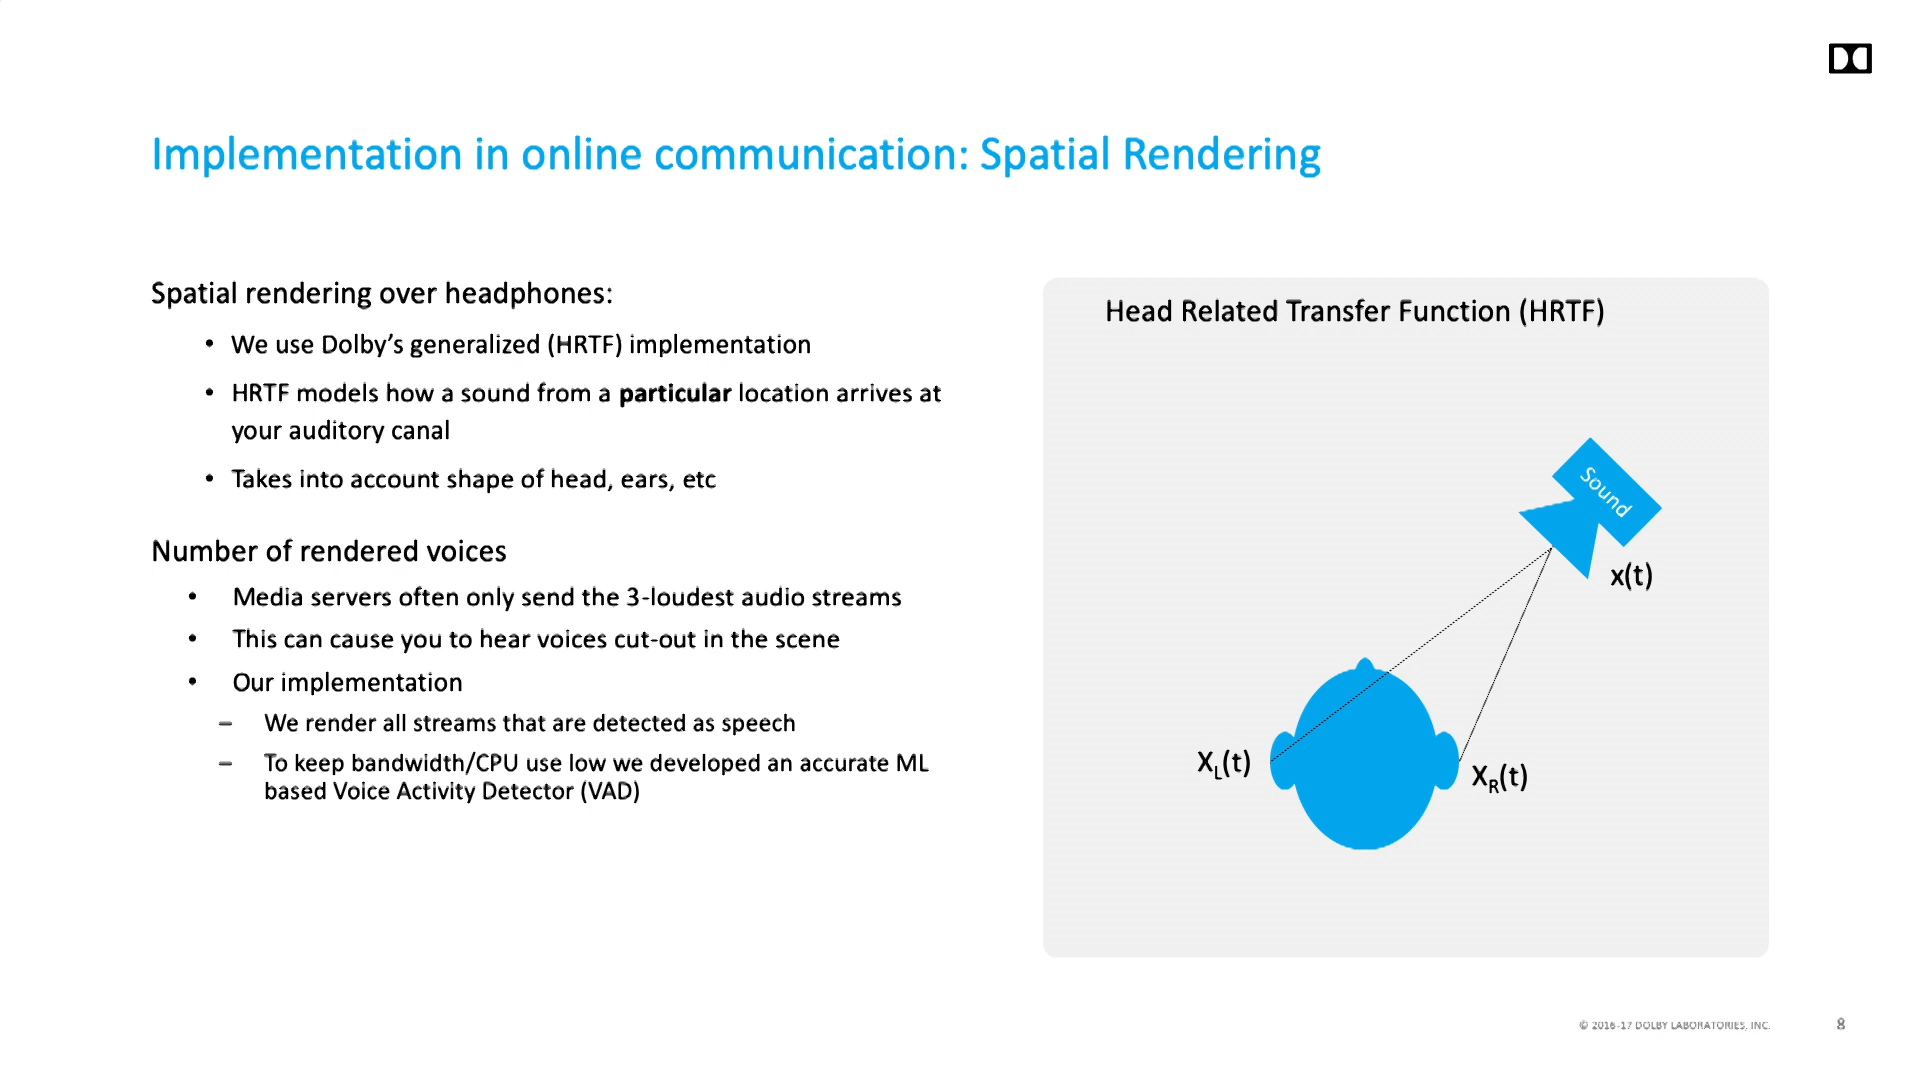 Implementation in online communication: Spatial Rendering
Spatial rendering over headphones:
• We use Dolby’s generalized (HRTF) implementation
• HRTF models how a sound from a particular location arrives at
your auditory canal
• Takes into account shape of head, ears, etc
Number of rendered voices
• Media servers often only send the 3-loudest audio streams
• This can cause you to hear voices cut-out in the scene
• Our implementation
– We render all streams that are detected as speech
– To keep bandwidth/CPU use low we developed an accurate ML
based Voice Activity Detector (VAD)
Head Related Transfer Function (HRTF)
Sound
x(t)
XL(t)
XR(t)
© 2016-17 DOLBY LABORATORIES, INC.
8